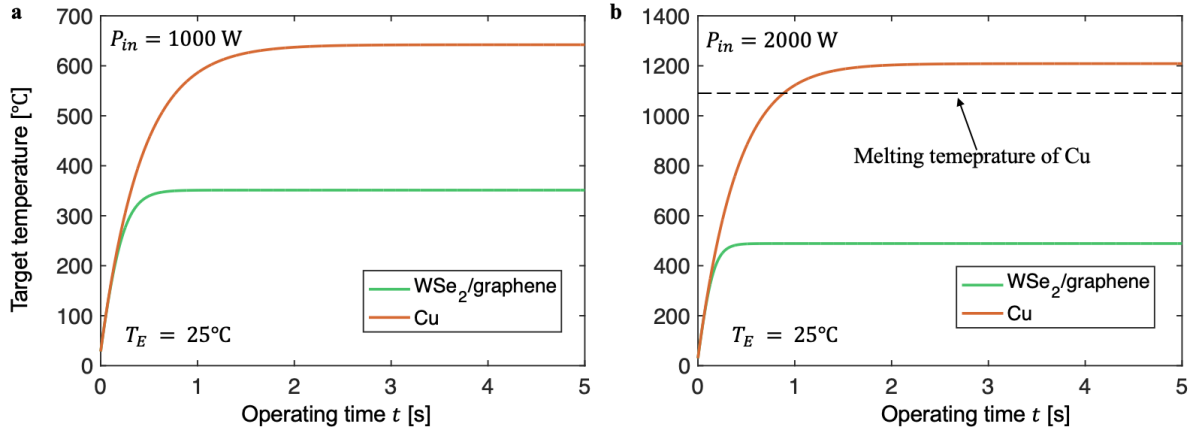 a
700
600
500
400
300
200
100
0
Target temperature [°C]
P_in = 1000 W
T_E = 25°C
WSe2/graphene
Cu
0 1 2 3 4 5
Operating time t [s]
b
1400
1200
1000
800
600
400
200
0
P_in = 2000 W
Melting temeprature of Cu
T_E = 25°C
WSe2/graphene
Cu
0 1 2 3 4 5
Operating time t [s]